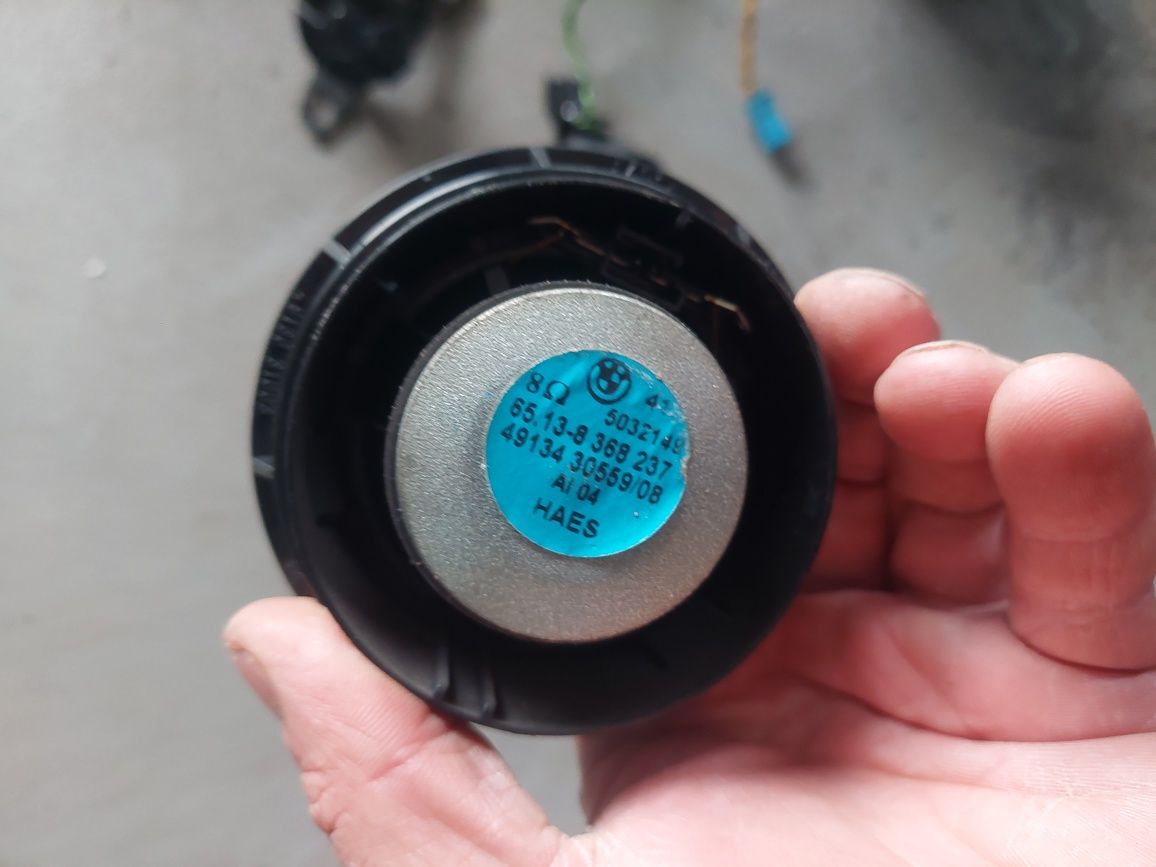 8Ω
5032149
65.13-8 368 237
49134 30559/08
AI 04
HAES